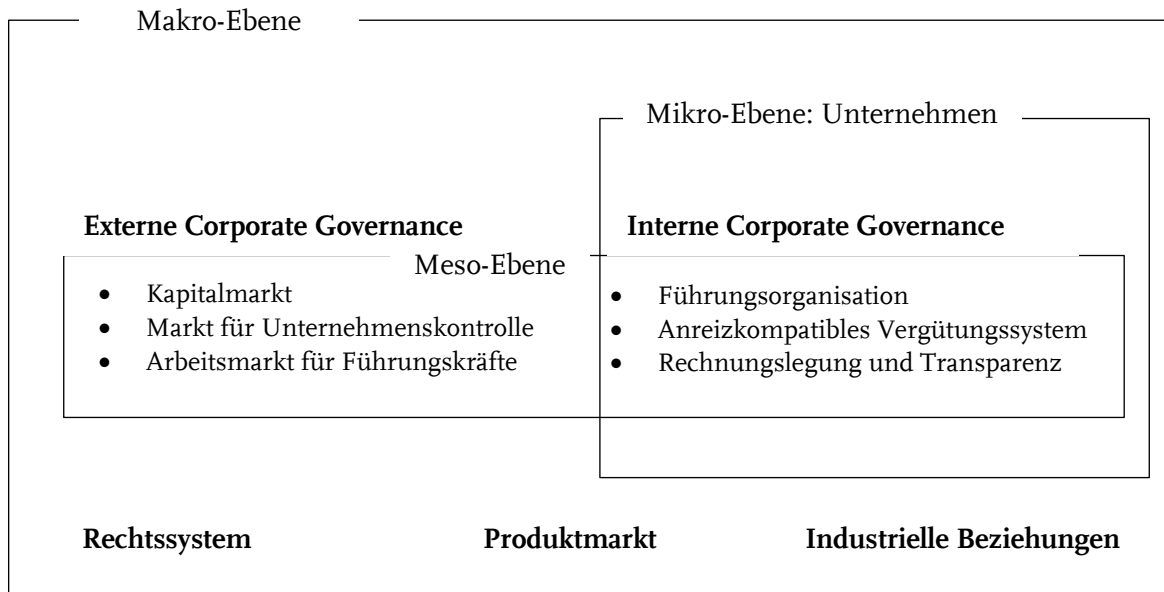 Makro-Ebene
Mikro-Ebene: Unternehmen
Externe Corporate Governance
Interne Corporate Governance
Meso-Ebene
• Kapitalmarkt
• Markt für Unternehmenskontrolle
• Arbeitsmarkt für Führungskräfte
• Führungsorganisation
• Anreizkompatibles Vergütungssystem
• Rechnungslegung und Transparenz
Rechtssystem
Produktmarkt
Industrielle Beziehungen